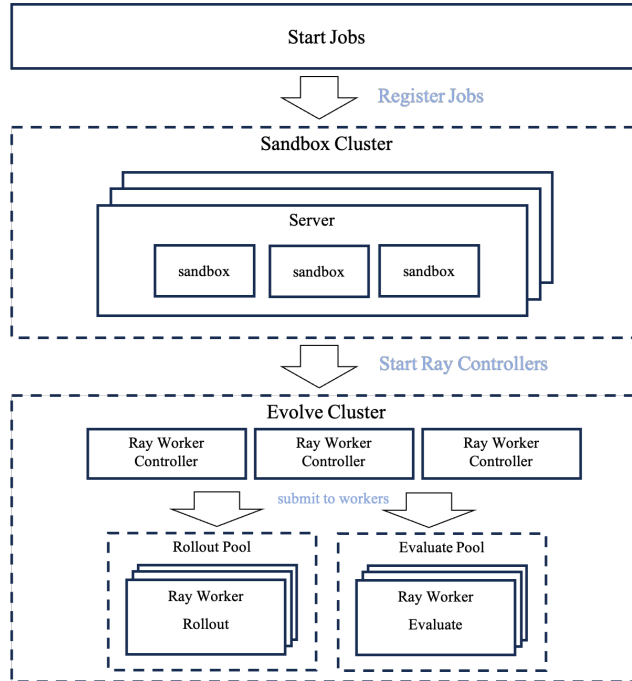 Start Jobs
Register Jobs
Sandbox Cluster
Server
sandbox
sandbox
sandbox
Start Ray Controllers
Evolve Cluster
Ray Worker
Controller
Ray Worker
Controller
Ray Worker
Controller
submit to workers
Rollout Pool
Ray Worker
Rollout
Evaluate Pool
Ray Worker
Evaluate